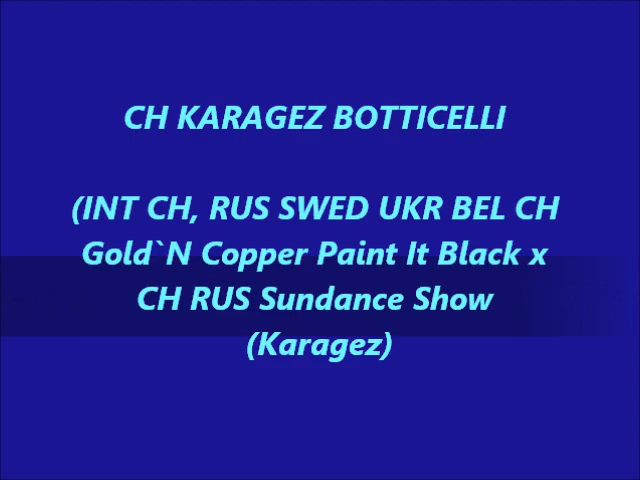 CH KARAGEZ BOTTICELLI
(INT CH, RUS SWED UKR BEL CH
Gold`N Copper Paint It Black x
CH RUS Sundance Show
(Karagez)